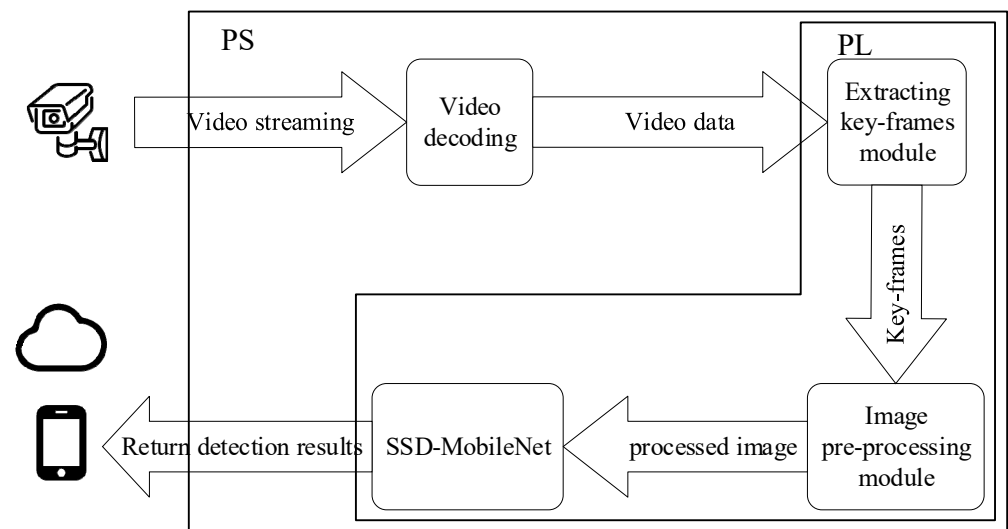 PS
PL
Video streaming
Video
decoding
Video data
Extracting
key-frames
module
Key-frames
Image
pre-processing
module
processed image
SSD-MobileNet
Return detection results